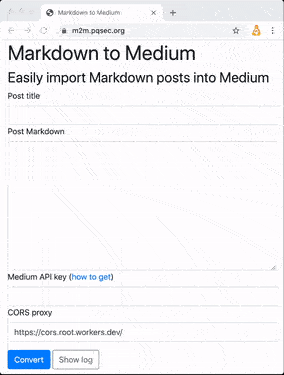 Markdown to Medium
m2m.pqsec.org
Markdown to Medium
Easily import Markdown posts into Medium
Post title
Post Markdown
Medium API key (how to get)
CORS proxy
https://cors.root.workers.dev/
Convert Show log